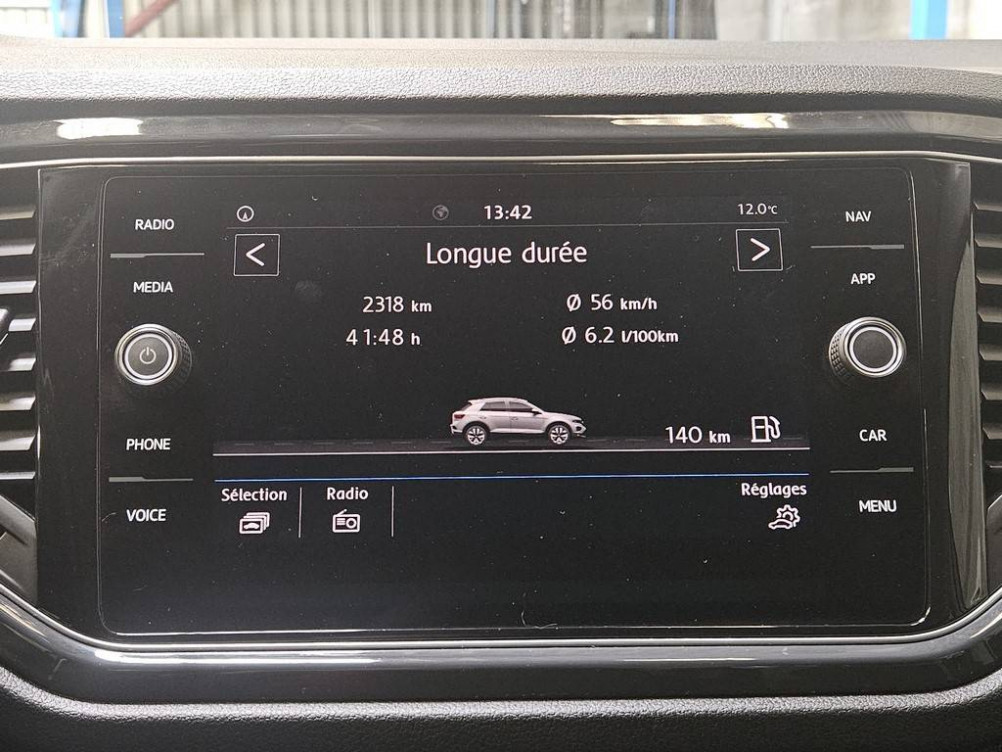 13:42
12.0°C
RADIO
NAV
< Longue durée >
MEDIA
APP
2318 km
Ø 56 km/h
41:48 h
Ø 6.2 l/100km
140 km
PHONE
CAR
Sélection
Radio
Réglages
VOICE
MENU